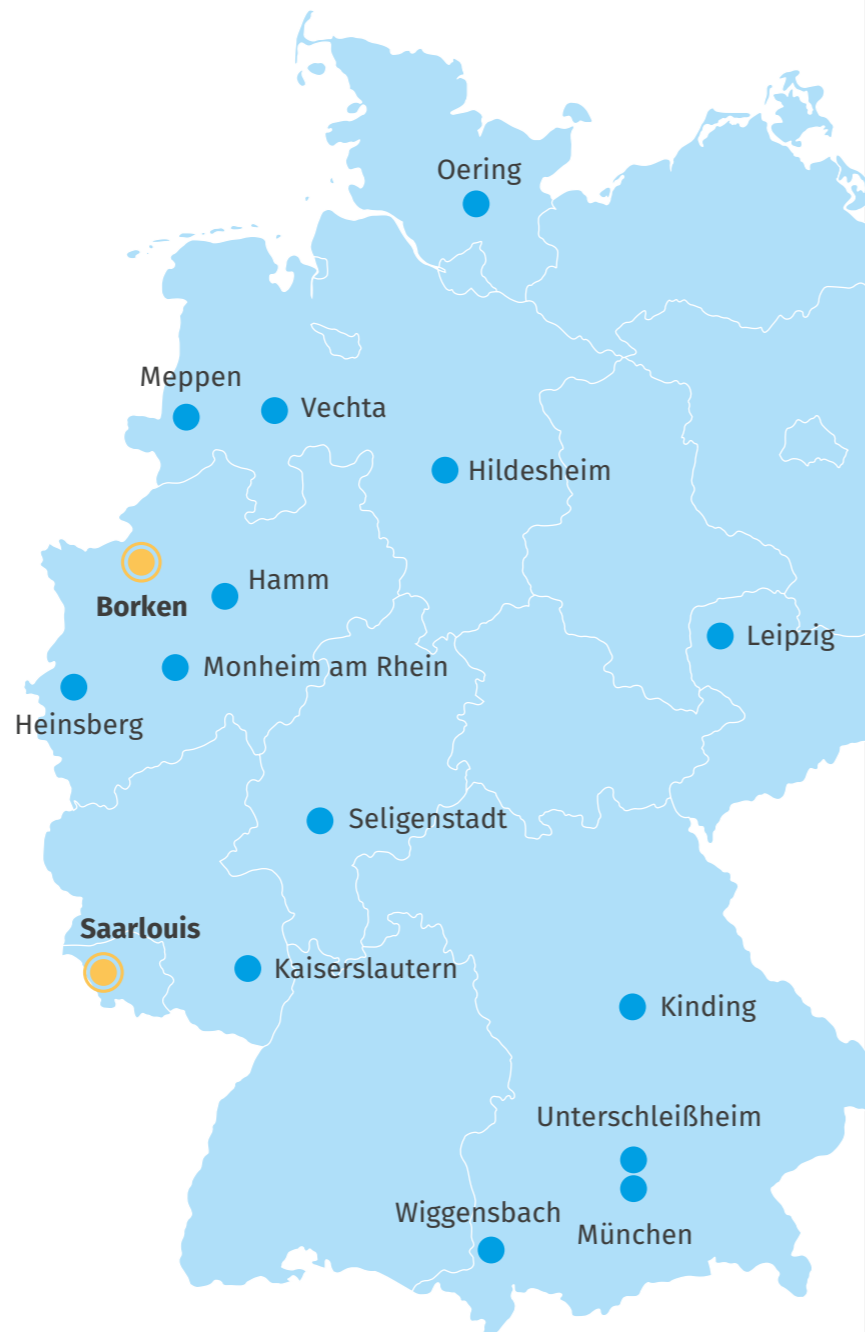 Oering
Meppen
Vechta
Hildesheim
Hamm
Borken
Leipzig
Monheim am Rhein
Heinsberg
Seligenstadt
Saarlouis
Kaiserslautern
Kinding
Unterschleißheim
Wiggensbach
München